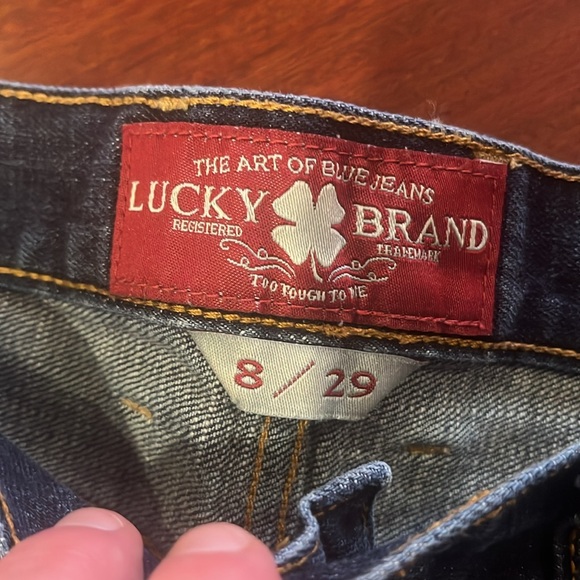 THE ART OF BLUE JEANS
LUCKY BRAND
REGISTERED TRADEMARK
TOO TOUGH TO DIE
8 / 29